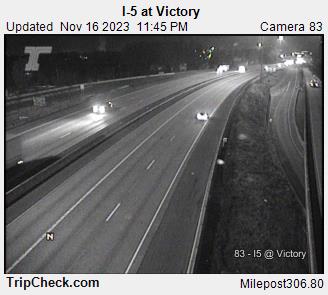 I-5 at Victory
Updated Nov 16 2023 11:45 PM Camera 83
T
N
83 - I5 @ Victory
TripCheck.com Milepost306.80